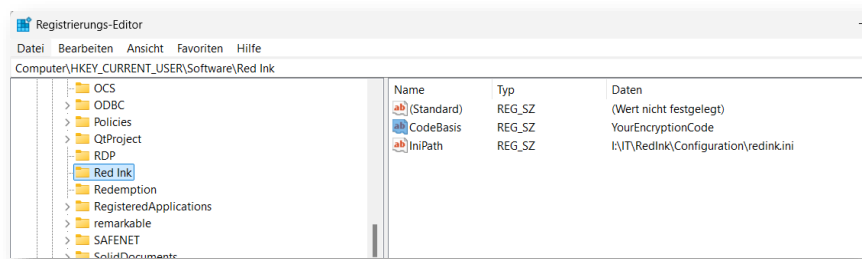 Registrierungs-Editor
Datei Bearbeiten Ansicht Favoriten Hilfe
Computer\HKEY_CURRENT_USER\Software\Red Ink
OCS
ODBC
Policies
QtProject
RDP
Red Ink
Redemption
RegisteredApplications
remarkable
SAFENET
SolidDocuments
Name Typ Daten
(Standard) REG_SZ (Wert nicht festgelegt)
CodeBasis REG_SZ YourEncryptionCode
IniPath REG_SZ I:\IT\RedInk\Configuration\redink.ini